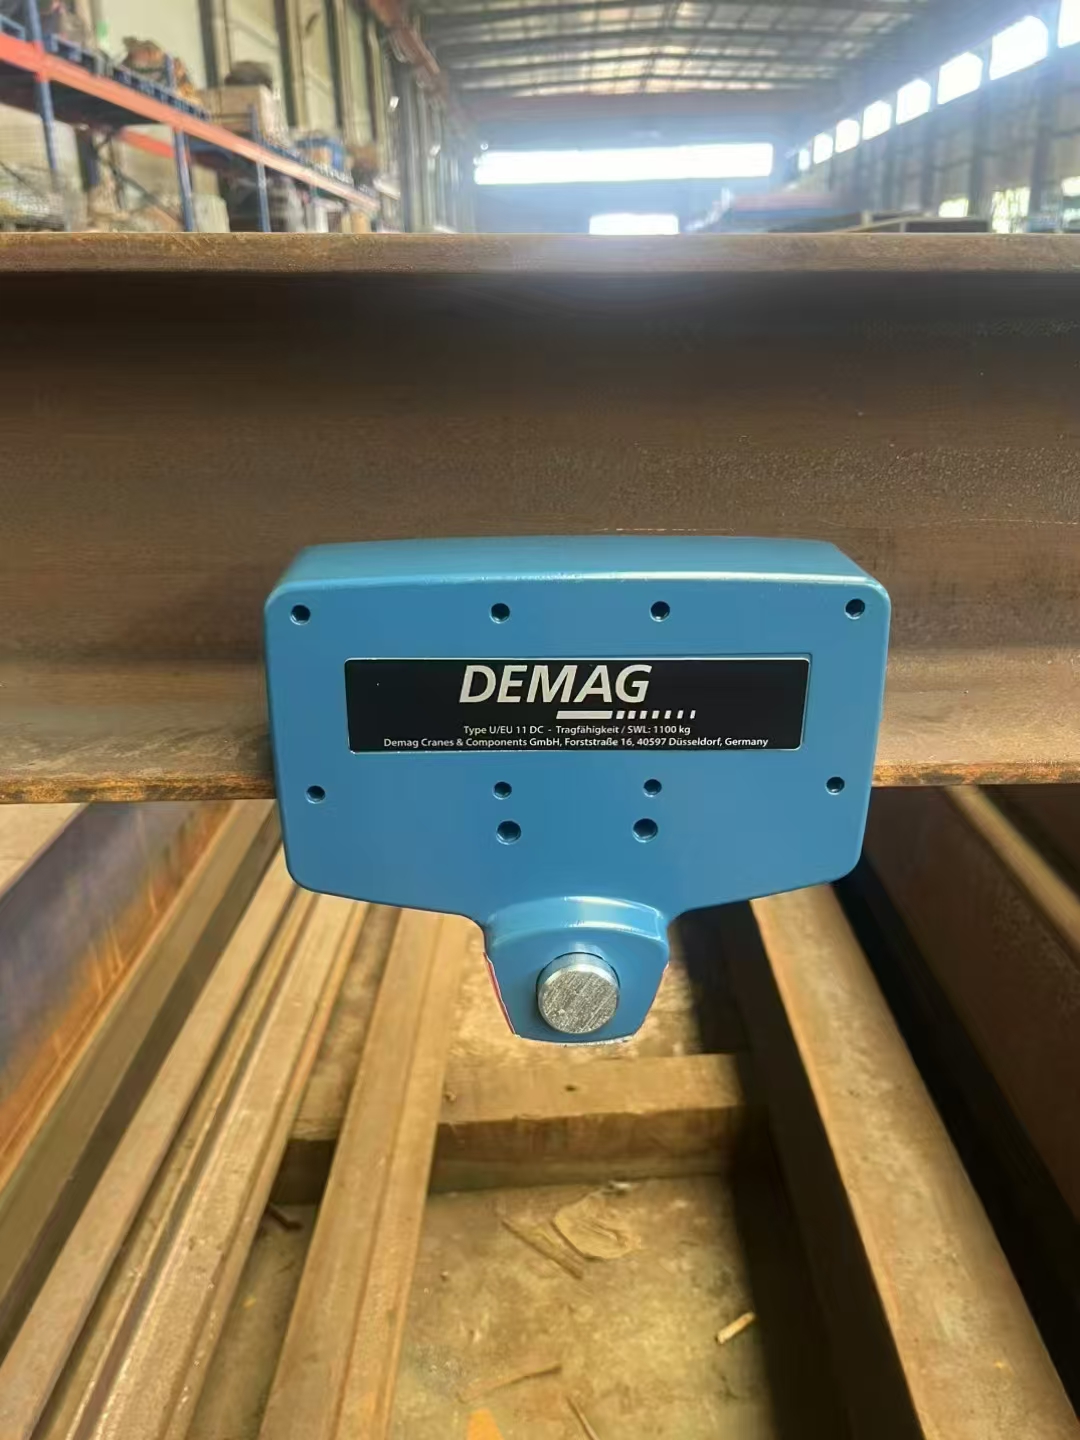 DEMAG
Type U/EU 11 DC - Tragfähigkeit / SWL: 1100 kg
Demag Cranes & Components GmbH, Forststraße 16, 40597 Düsseldorf, Germany